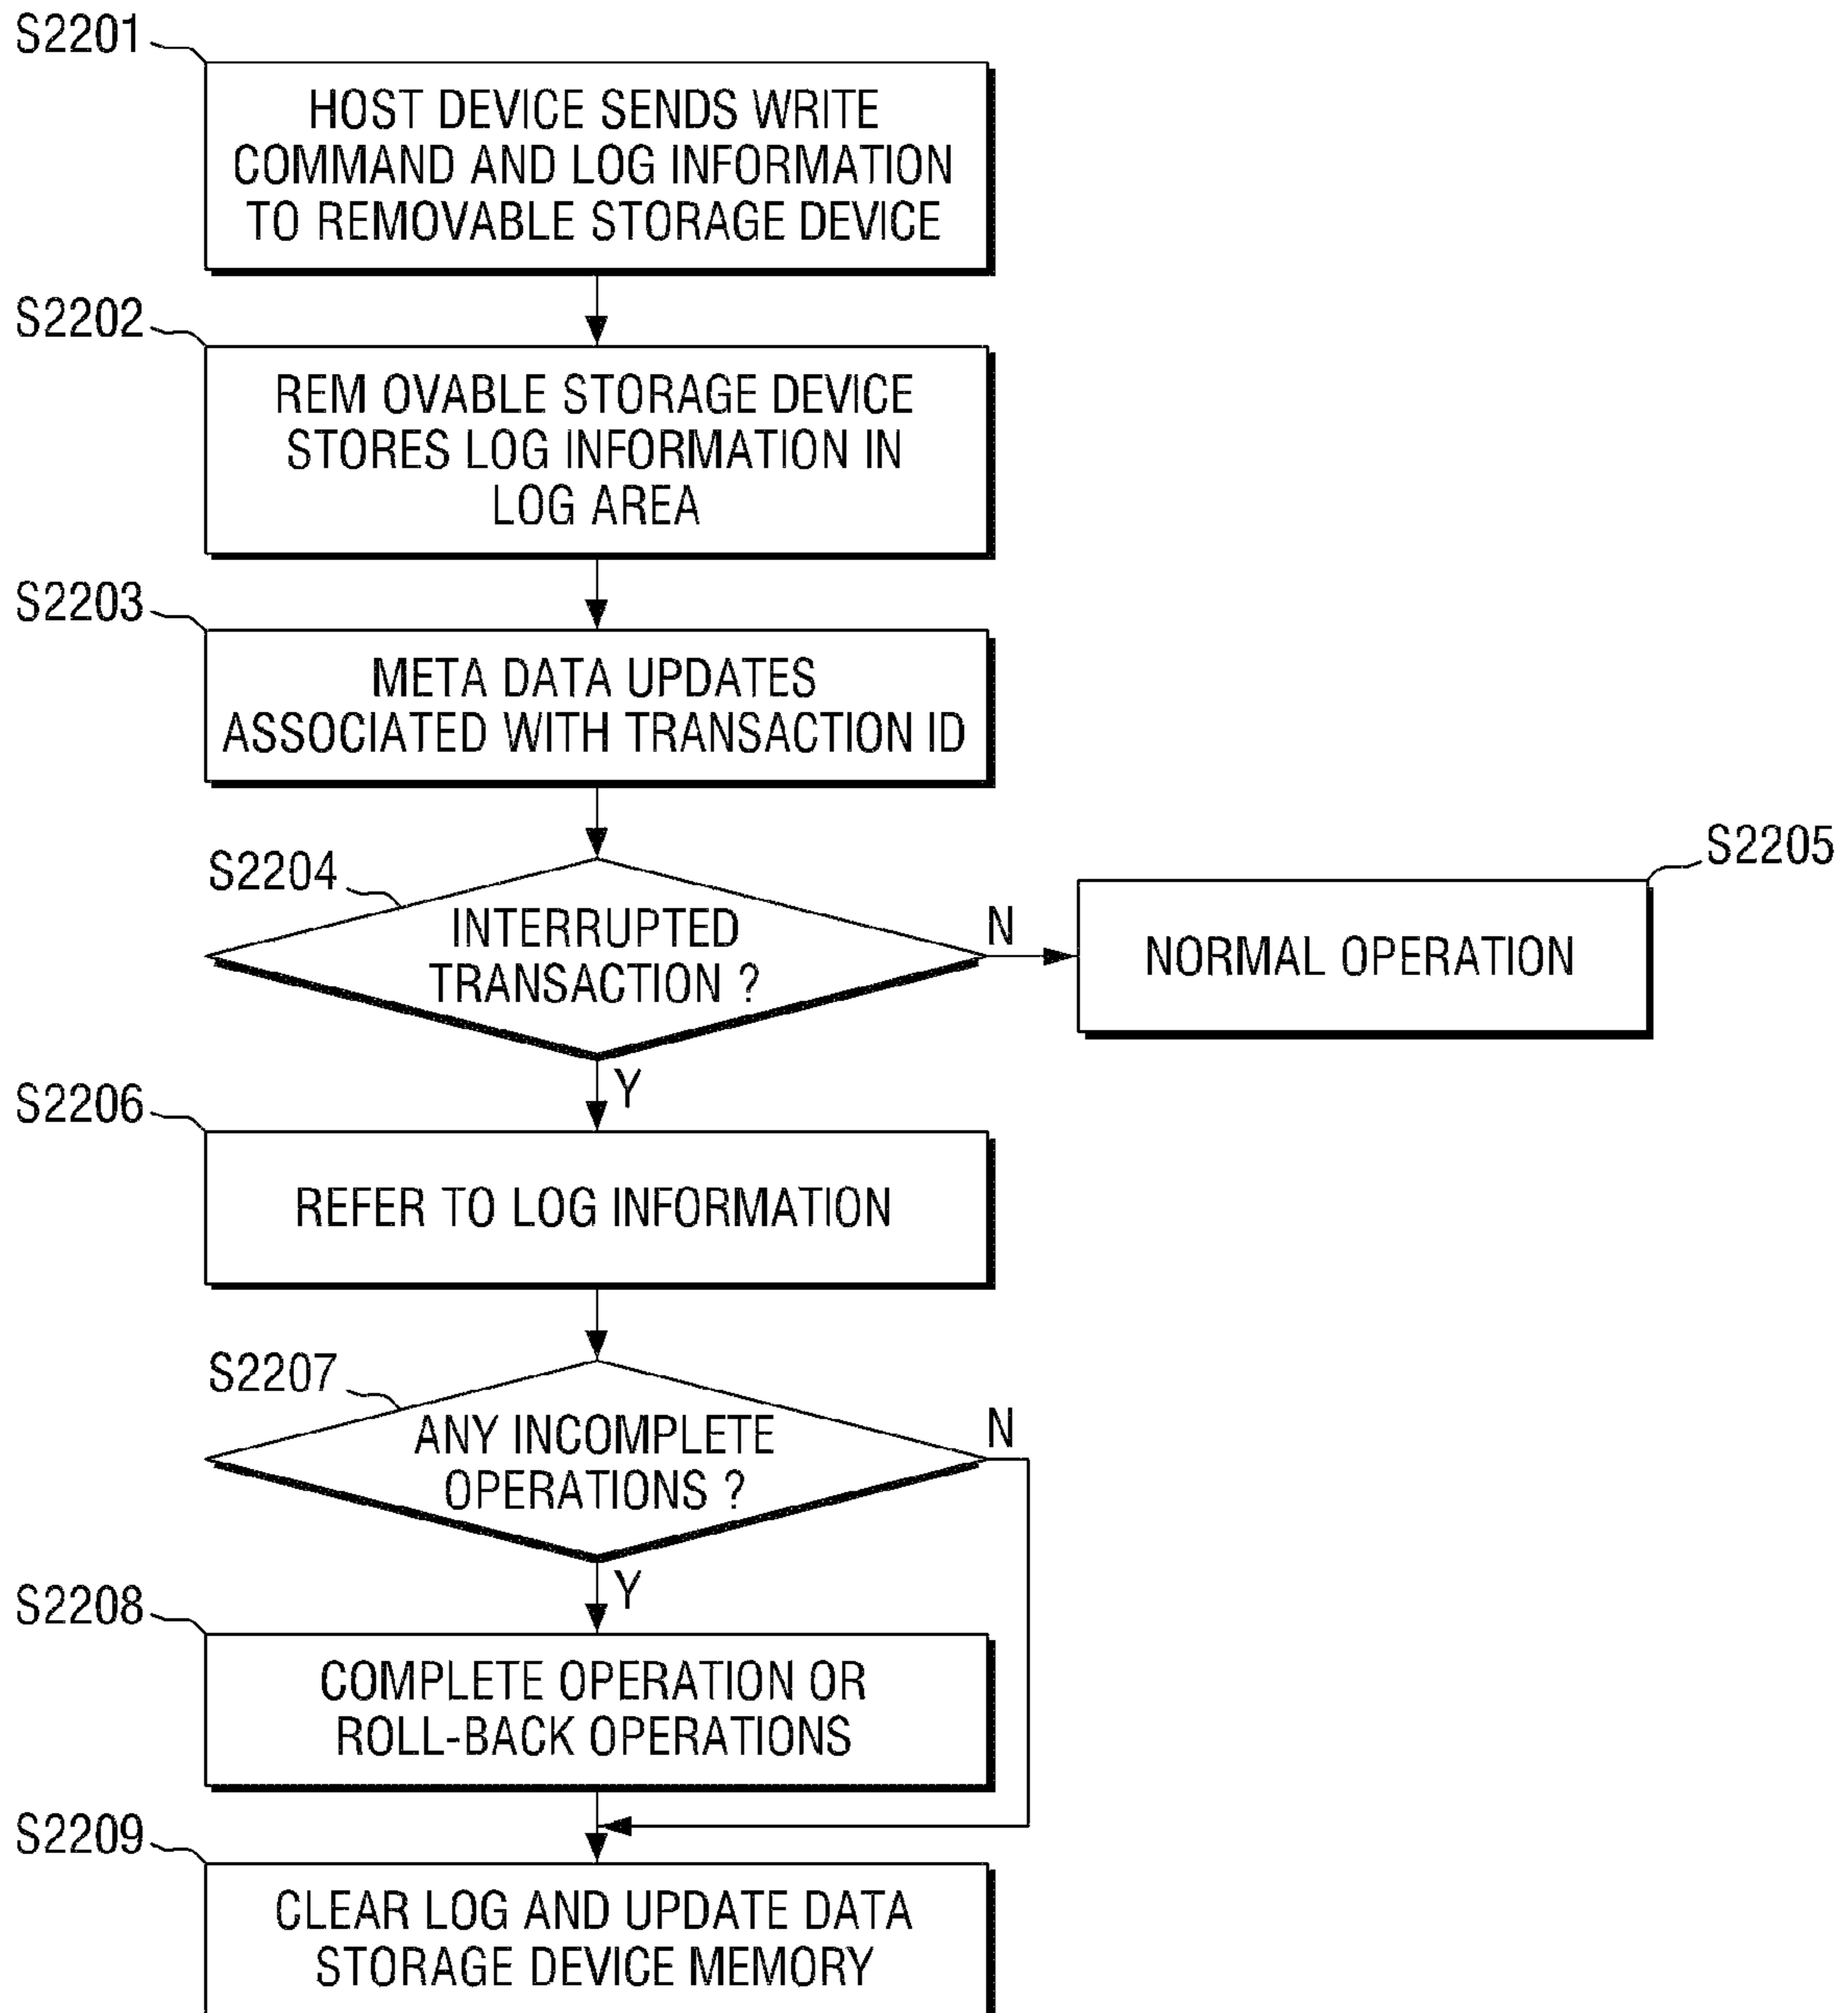 S2201
HOST DEVICE SENDS WRITE
COMMAND AND LOG INFORMATION
TO REMOVABLE STORAGE DEVICE
S2202
REM OVABLE STORAGE DEVICE
STORES LOG INFORMATION IN
LOG AREA
S2203
META DATA UPDATES
ASSOCIATED WITH TRANSACTION ID
S2204
INTERRUPTED
TRANSACTION ?
N
S2205
NORMAL OPERATION
Y
S2206
REFER TO LOG INFORMATION
S2207
ANY INCOMPLETE
OPERATIONS ?
N
Y
S2208
COMPLETE OPERATION OR
ROLL-BACK OPERATIONS
S2209
CLEAR LOG AND UPDATE DATA
STORAGE DEVICE MEMORY